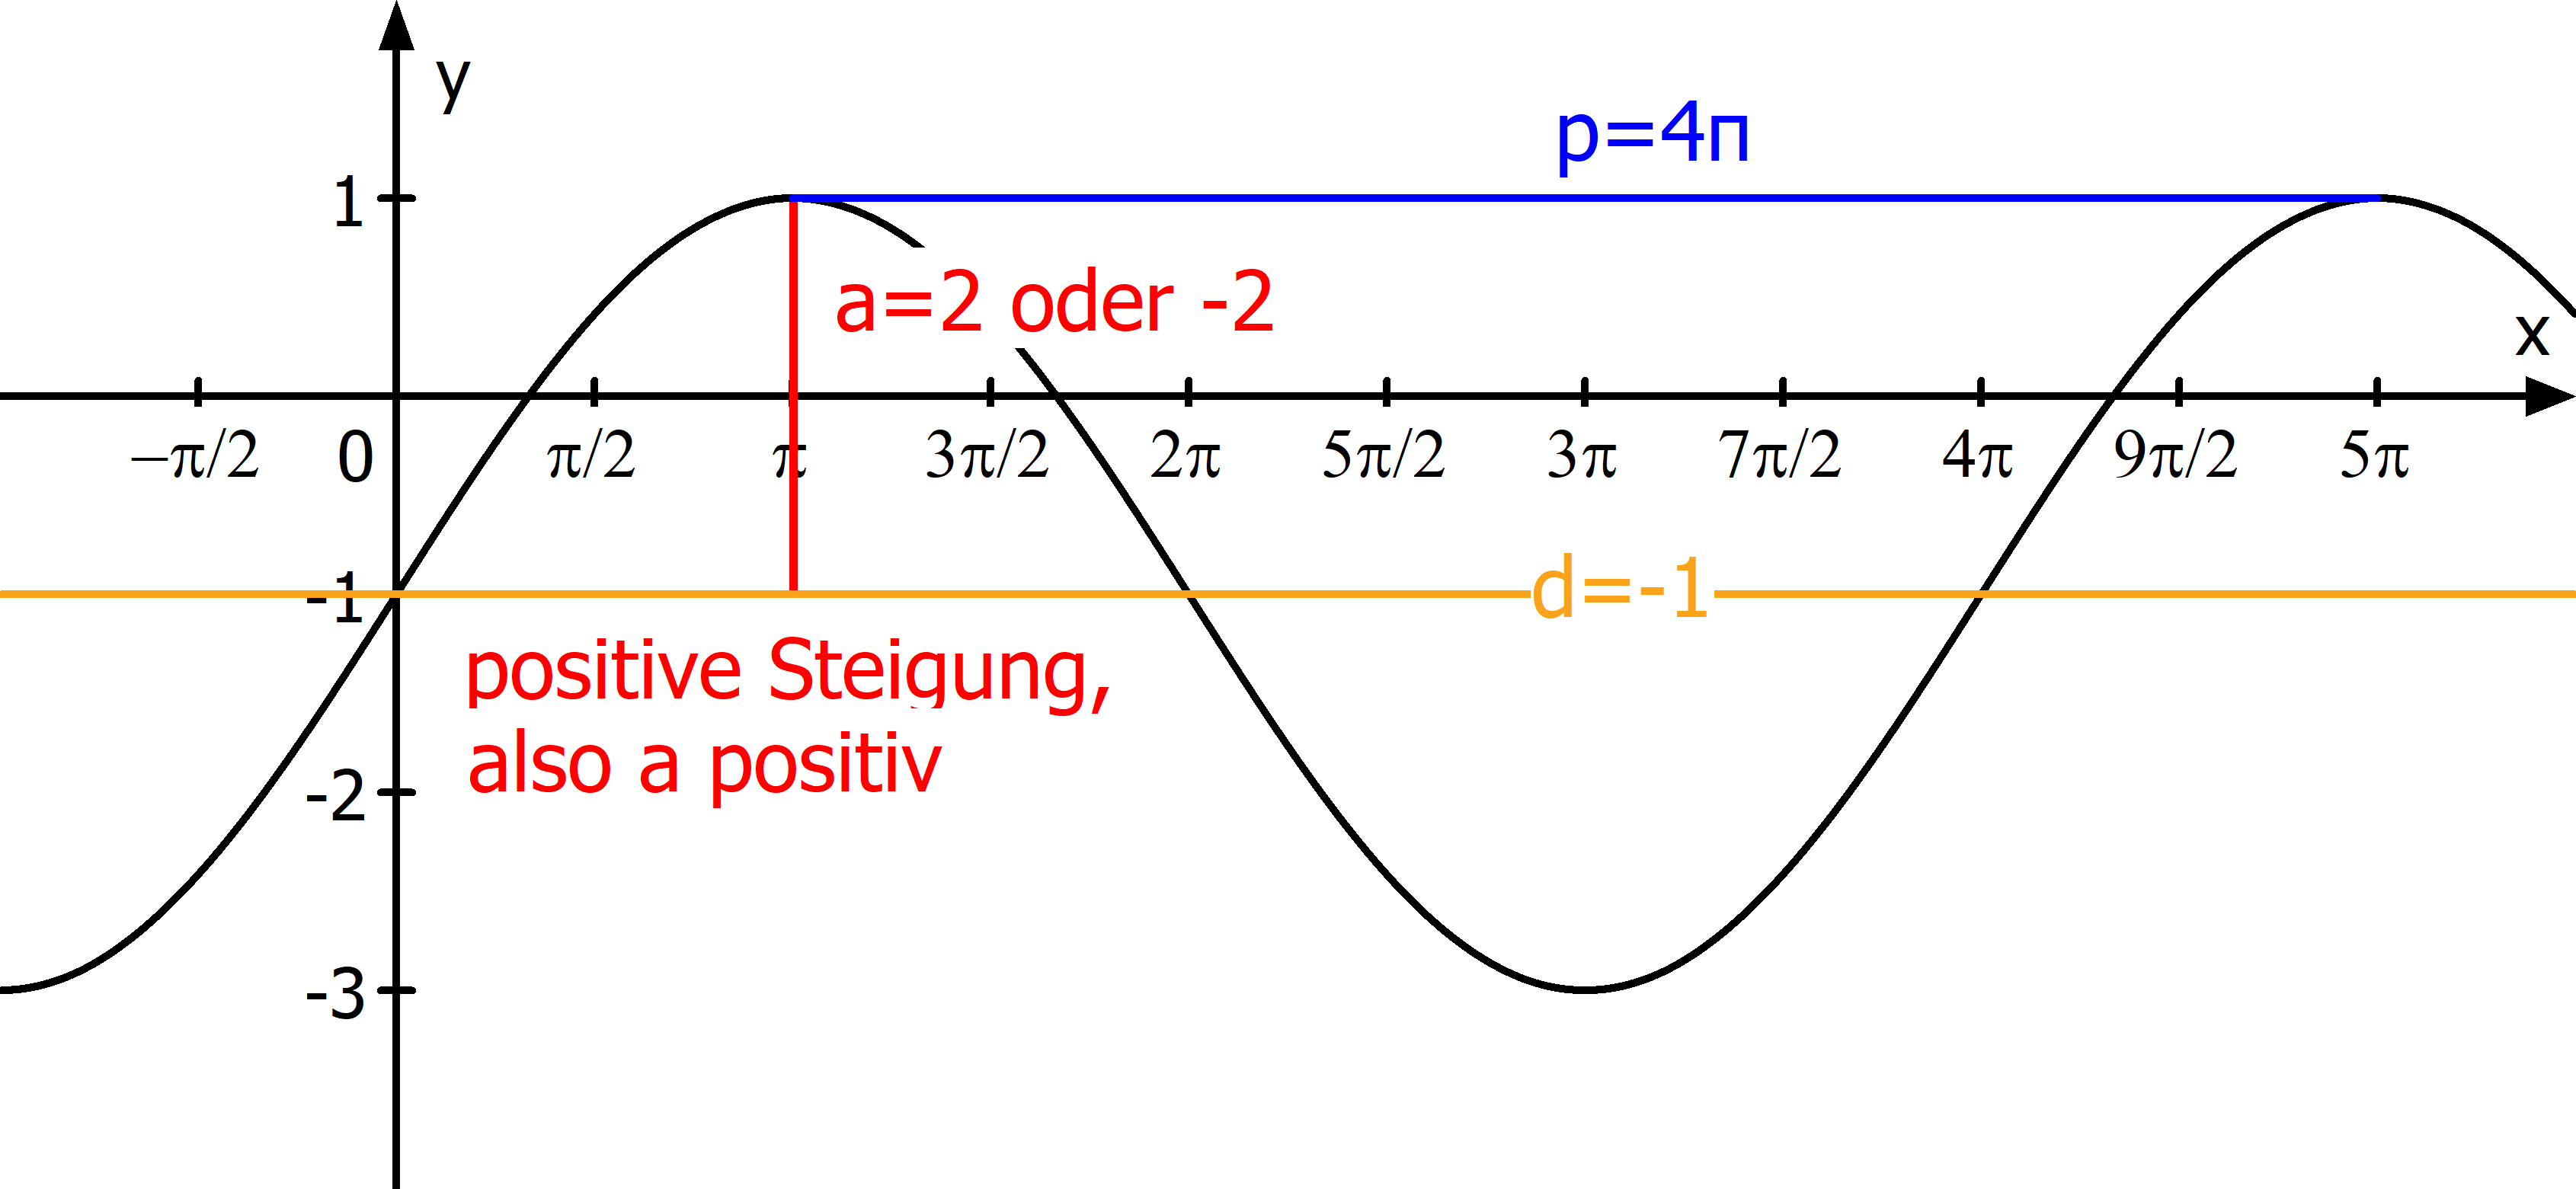 y
p=4π
1
a=2 oder -2
x
–π/2
0
π/2
π
3π/2
2π
5π/2
3π
7π/2
4π
9π/2
5π
-1
d=-1
positive Steigung,
also a positiv
-2
-3